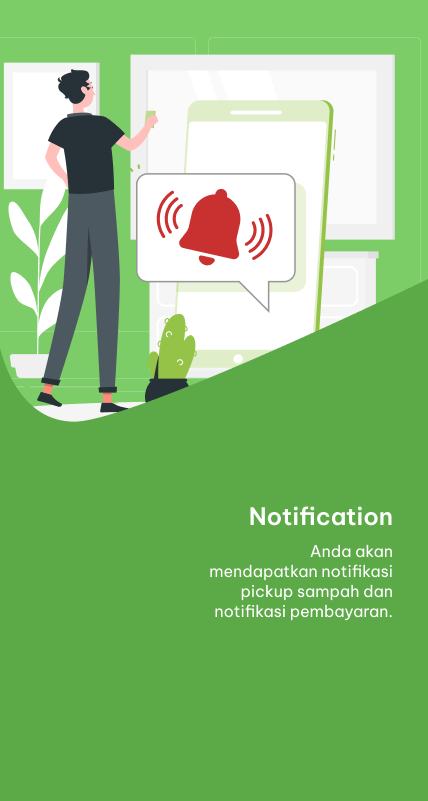 Notification
Anda akan
mendapatkan notifikasi
pickup sampah dan
notifikasi pembayaran.